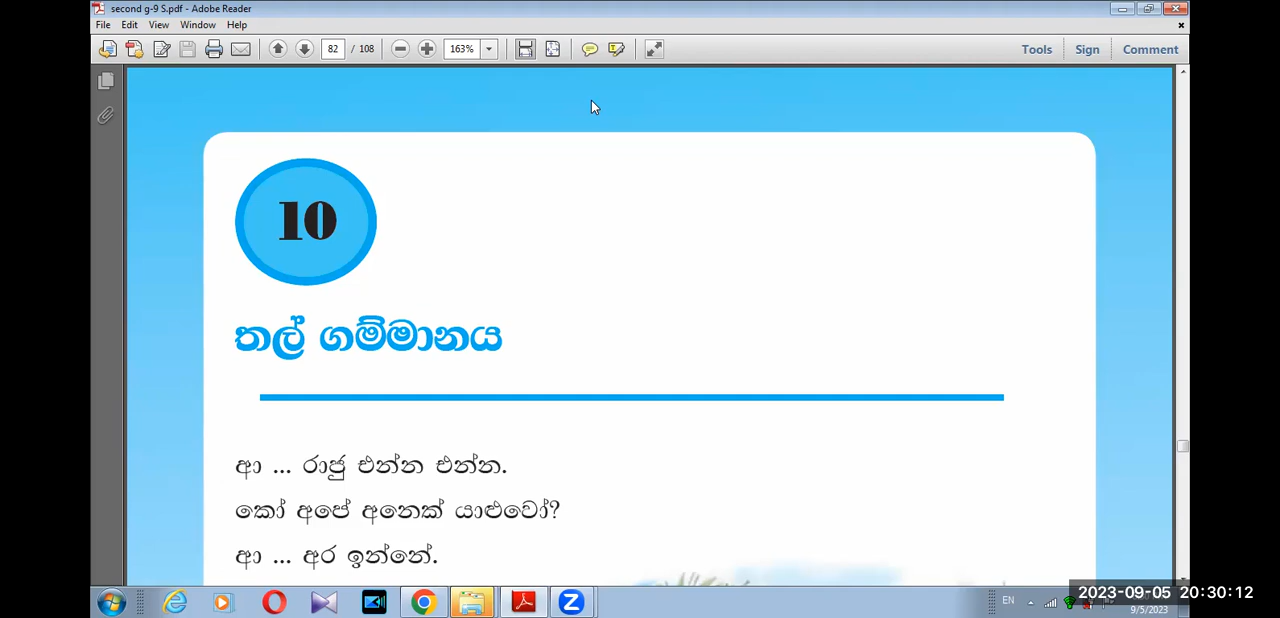 second g-9 S.pdf - Adobe Reader
File Edit View Window Help
82 / 108 163% Tools Sign Comment
10
තල් ගම්මානය
ආ ... රාජු එන්න එන්න.
කෝ අපේ අනෙක් යාළුවෝ?
ආ ... අර ඉන්නේ.
EN
2023-09-05 20:30:12
9/5/2023